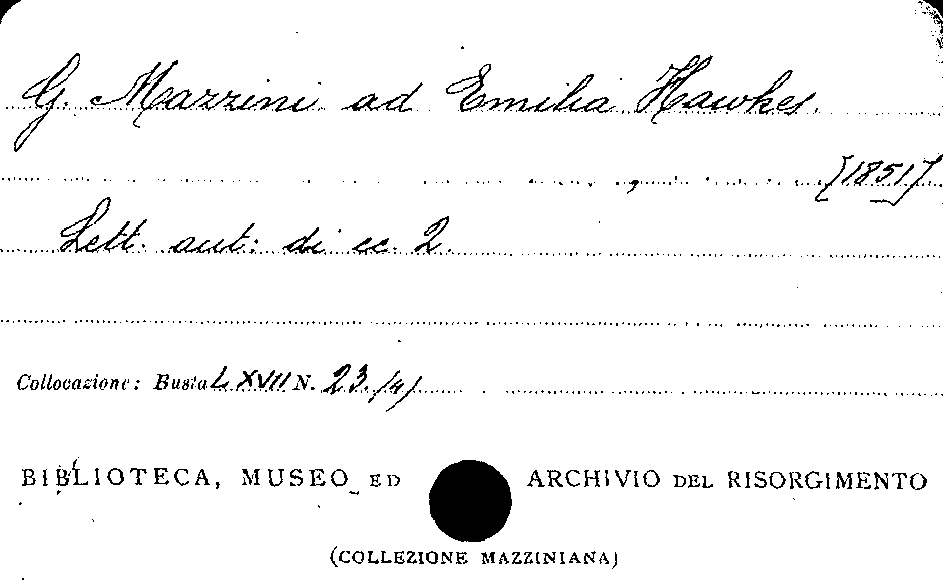 G. Mazzini ad Emilia Hawkes.
[1851]
Lett. aut: di cc. 2.
Collocazione: Busta LXVII N. 23. (4)
BIBLIOTECA, MUSEO ED ARCHIVIO DEL RISORGIMENTO
(COLLEZIONE MAZZINIANA)